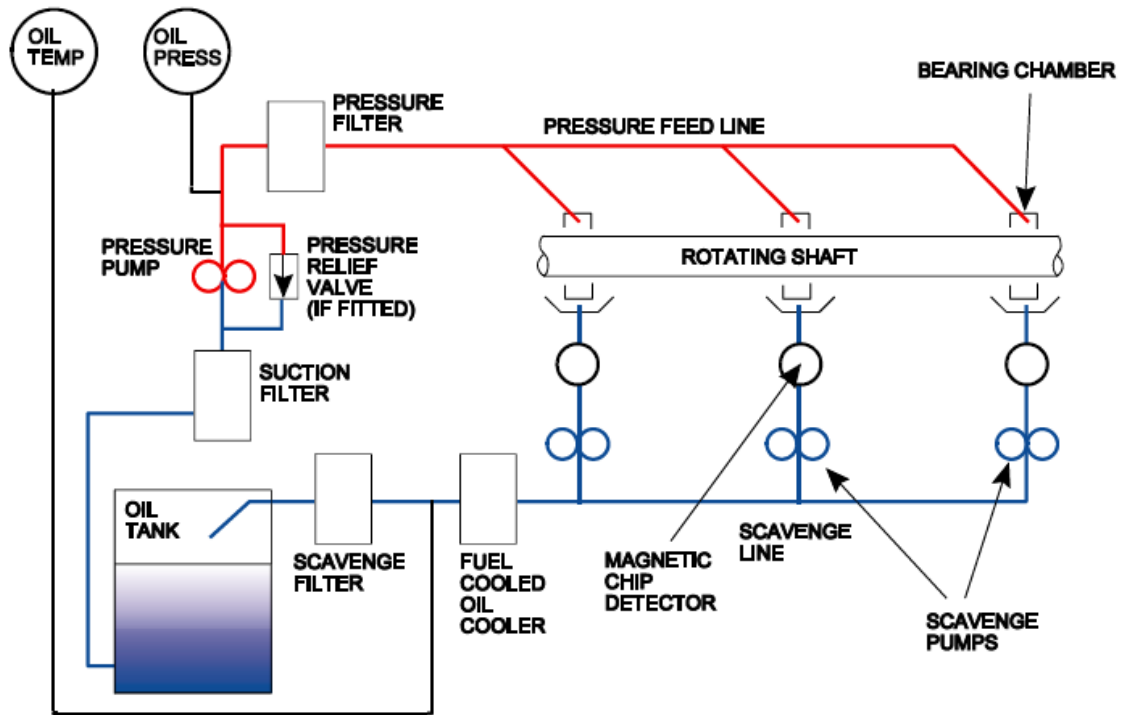 OIL
TEMP
OIL
PRESS
BEARING CHAMBER
PRESSURE
FILTER
PRESSURE FEED LINE
PRESSURE
PUMP
PRESSURE
RELIEF
VALVE
(IF FITTED)
ROTATING SHAFT
SUCTION
FILTER
OIL
TANK
SCAVENGE
FILTER
FUEL
COOLED
OIL
COOLER
MAGNETIC
CHIP
DETECTOR
SCAVENGE
LINE
SCAVENGE
PUMPS